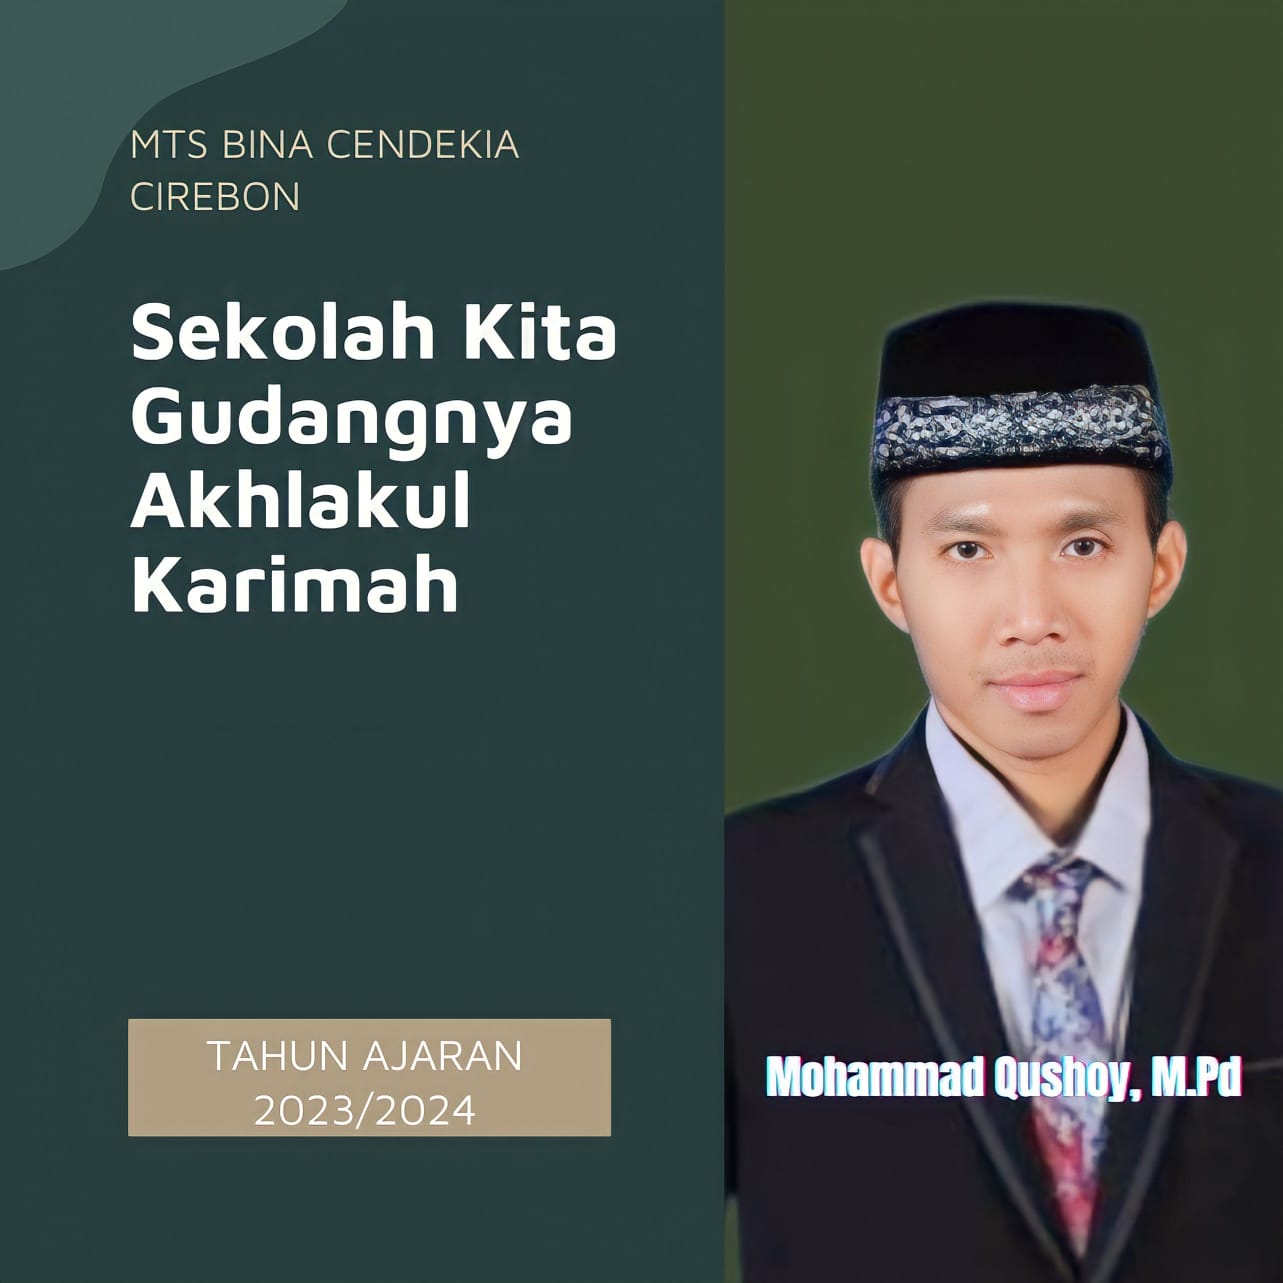 MTS BINA CENDEKIA
CIREBON
Sekolah Kita
Gudangnya
Akhlakul
Karimah
TAHUN AJARAN
2023/2024
Mohammad Qushoy, M.Pd